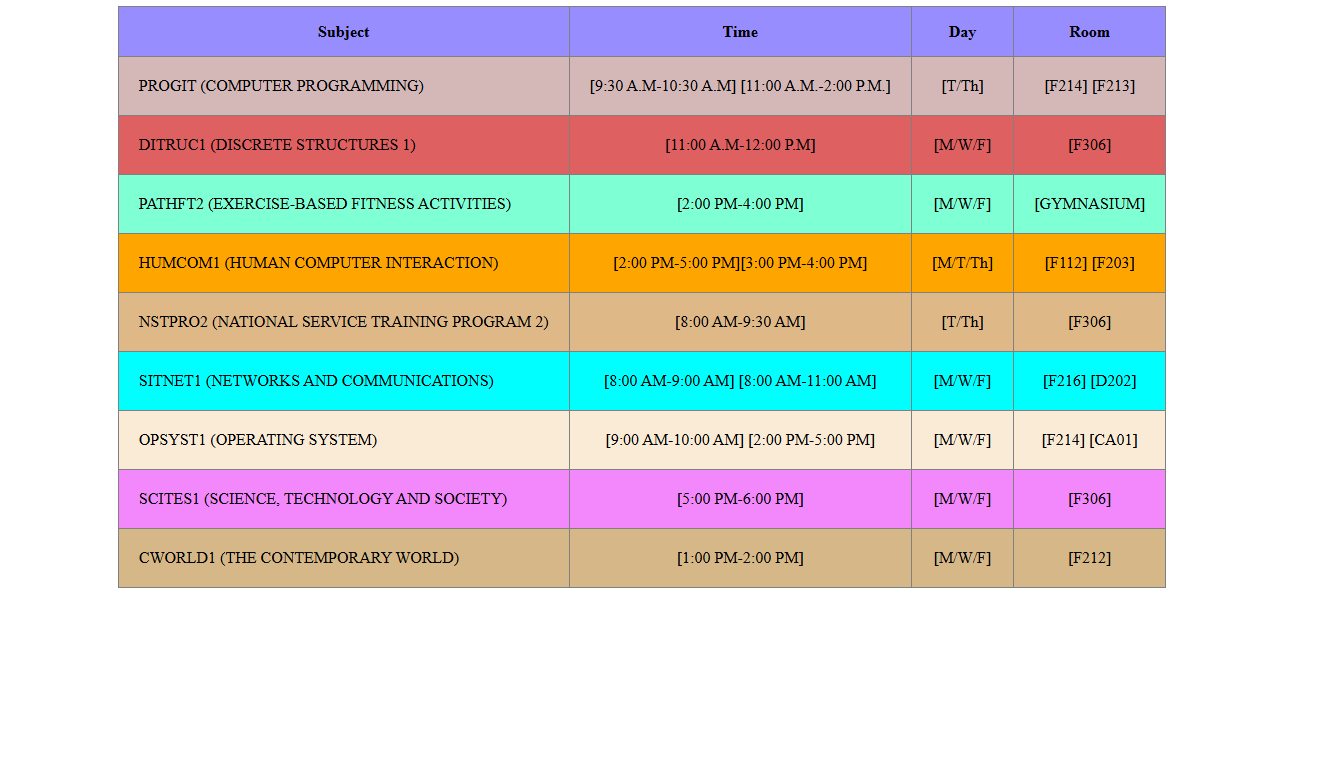 Subject Time Day Room
PROGIT (COMPUTER PROGRAMMING) [9:30 A.M-10:30 A.M] [11:00 A.M.-2:00 P.M.] [T/Th] [F214] [F213]
DITRUC1 (DISCRETE STRUCTURES 1) [11:00 A.M-12:00 P.M] [M/W/F] [F306]
PATHFT2 (EXERCISE-BASED FITNESS ACTIVITIES) [2:00 PM-4:00 PM] [M/W/F] [GYMNASIUM]
HUMCOM1 (HUMAN COMPUTER INTERACTION) [2:00 PM-5:00 PM][3:00 PM-4:00 PM] [M/T/Th] [F112] [F203]
NSTPRO2 (NATIONAL SERVICE TRAINING PROGRAM 2) [8:00 AM-9:30 AM] [T/Th] [F306]
SITNET1 (NETWORKS AND COMMUNICATIONS) [8:00 AM-9:00 AM] [8:00 AM-11:00 AM] [M/W/F] [F216] [D202]
OPSYST1 (OPERATING SYSTEM) [9:00 AM-10:00 AM] [2:00 PM-5:00 PM] [M/W/F] [F214] [CA01]
SCITES1 (SCIENCE, TECHNOLOGY AND SOCIETY) [5:00 PM-6:00 PM] [M/W/F] [F306]
CWORLD1 (THE CONTEMPORARY WORLD) [1:00 PM-2:00 PM] [M/W/F] [F212]